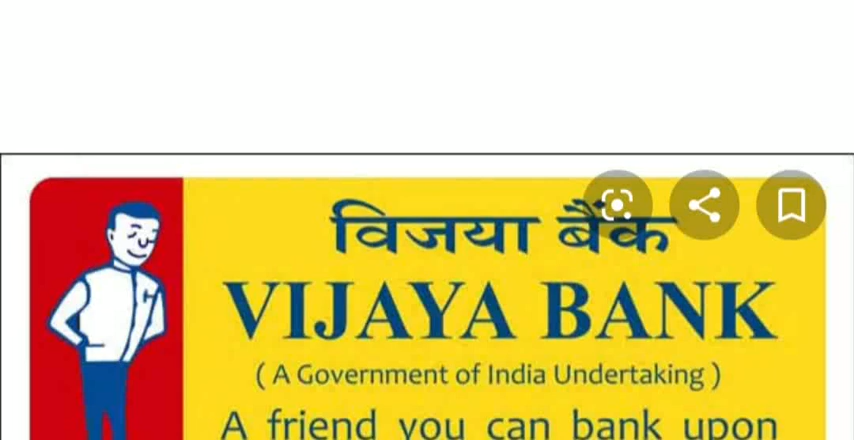 विजया बैंक
VIJAYA BANK
( A Government of India Undertaking )
A friend you can bank upon